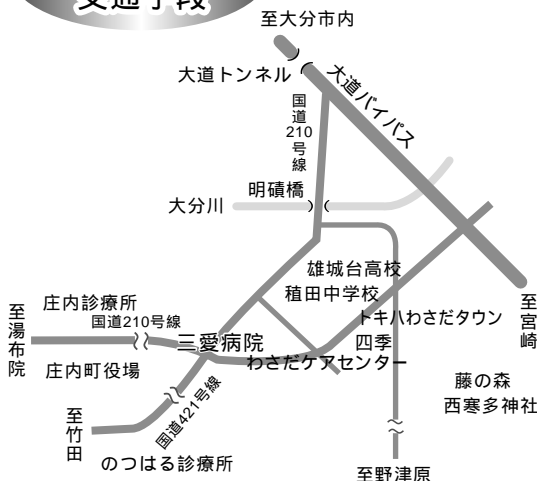 交通手段
至大分市内
大道トンネル
大道バイパス
国道210号線
明磧橋
大分川
雄城台高校
稙田中学校
至宮崎
至湯布院
庄内診療所
国道210号線
トキハわさだタウン
三愛病院
四季
わさだケアセンター
庄内町役場
藤の森
西寒多神社
国道421号線
至竹田
のつはる診療所
至野津原